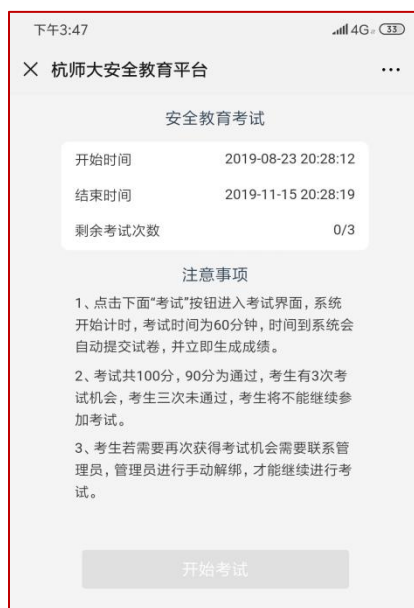 下午3:47 4G 33
杭师大安全教育平台
安全教育考试
开始时间 2019-08-23 20:28:12
结束时间 2019-11-15 20:28:19
剩余考试次数 0/3
注意事项
1、点击下面“考试”按钮进入考试界面，系统
开始计时，考试时间为60分钟，时间到系统会
自动提交试卷，并立即生成成绩。
2、考试共100分，90分为通过，考生有3次考
试机会，考生三次未通过，考生将不能继续参
加考试。
3、考生若需要再次获得考试机会需要联系管
理员，管理员进行手动解绑，才能继续进行考
试。
开始考试